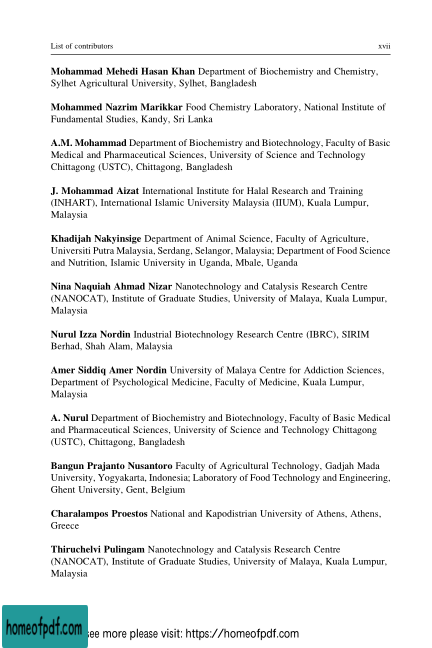 List of contributors xvii
Mohammad Mehedi Hasan Khan Department of Biochemistry and Chemistry,
Sylhet Agricultural University, Sylhet, Bangladesh
Mohammed Nazrim Marikkar Food Chemistry Laboratory, National Institute of
Fundamental Studies, Kandy, Sri Lanka
A.M. Mohammad Department of Biochemistry and Biotechnology, Faculty of Basic
Medical and Pharmaceutical Sciences, University of Science and Technology
Chittagong (USTC), Chittagong, Bangladesh
J. Mohammad Aizat International Institute for Halal Research and Training
(INHART), International Islamic University Malaysia (IIUM), Kuala Lumpur,
Malaysia
Khadijah Nakyinsige Department of Animal Science, Faculty of Agriculture,
Universiti Putra Malaysia, Serdang, Selangor, Malaysia; Department of Food Science
and Nutrition, Islamic University in Uganda, Mbale, Uganda
Nina Naquiah Ahmad Nizar Nanotechnology and Catalysis Research Centre
(NANOCAT), Institute of Graduate Studies, University of Malaya, Kuala Lumpur,
Malaysia
Nurul Izza Nordin Industrial Biotechnology Research Centre (IBRC), SIRIM
Berhad, Shah Alam, Malaysia
Amer Siddiq Amer Nordin University of Malaya Centre for Addiction Sciences,
Department of Psychological Medicine, Faculty of Medicine, Kuala Lumpur,
Malaysia
A. Nurul Department of Biochemistry and Biotechnology, Faculty of Basic Medical
and Pharmaceutical Sciences, University of Science and Technology Chittagong
(USTC), Chittagong, Bangladesh
Bangun Prajanto Nusantoro Faculty of Agricultural Technology, Gadjah Mada
University, Yogyakarta, Indonesia; Laboratory of Food Technology and Engineering,
Ghent University, Gent, Belgium
Charalampos Proestos National and Kapodistrian University of Athens, Athens,
Greece
Thiruchelvi Pulingam Nanotechnology and Catalysis Research Centre
(NANOCAT), Institute of Graduate Studies, University of Malaya, Kuala Lumpur,
Malaysia
homeofpdf.com see more please visit: https://homeofpdf.com